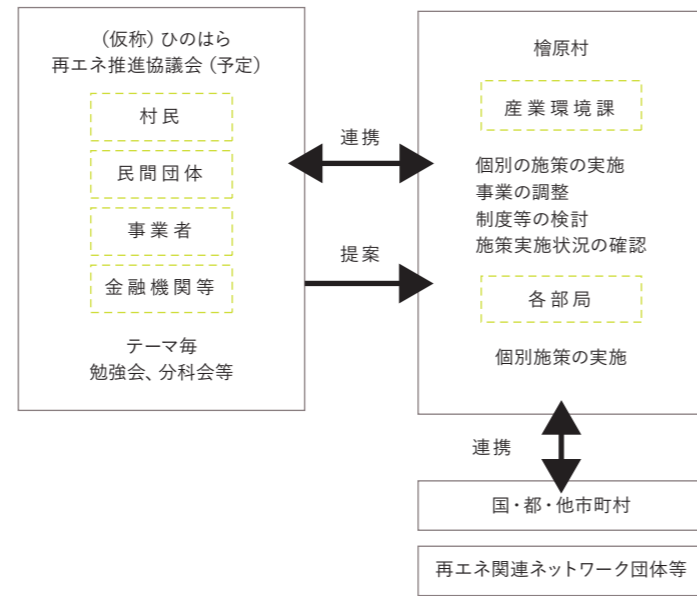 (仮称)ひのはら
再エネ推進協議会(予定)
村民
民間団体
事業者
金融機関等
テーマ毎
勉強会、分科会等
連携
提案
檜原村
産業環境課
個別の施策の実施
事業の調整
制度等の検討
施策実施状況の確認
各部局
個別施策の実施
連携
国・都・他市町村
再エネ関連ネットワーク団体等